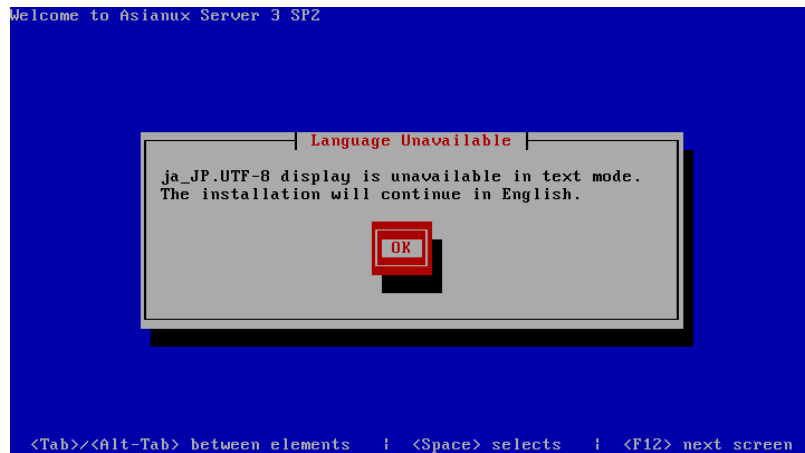 Welcome to Asianux Server 3 SP2
Language Unavailable
ja_JP.UTF-8 display is unavailable in text mode.
The installation will continue in English.
OK
<Tab>/<Alt-Tab> between elements | <Space> selects | <F12> next screen